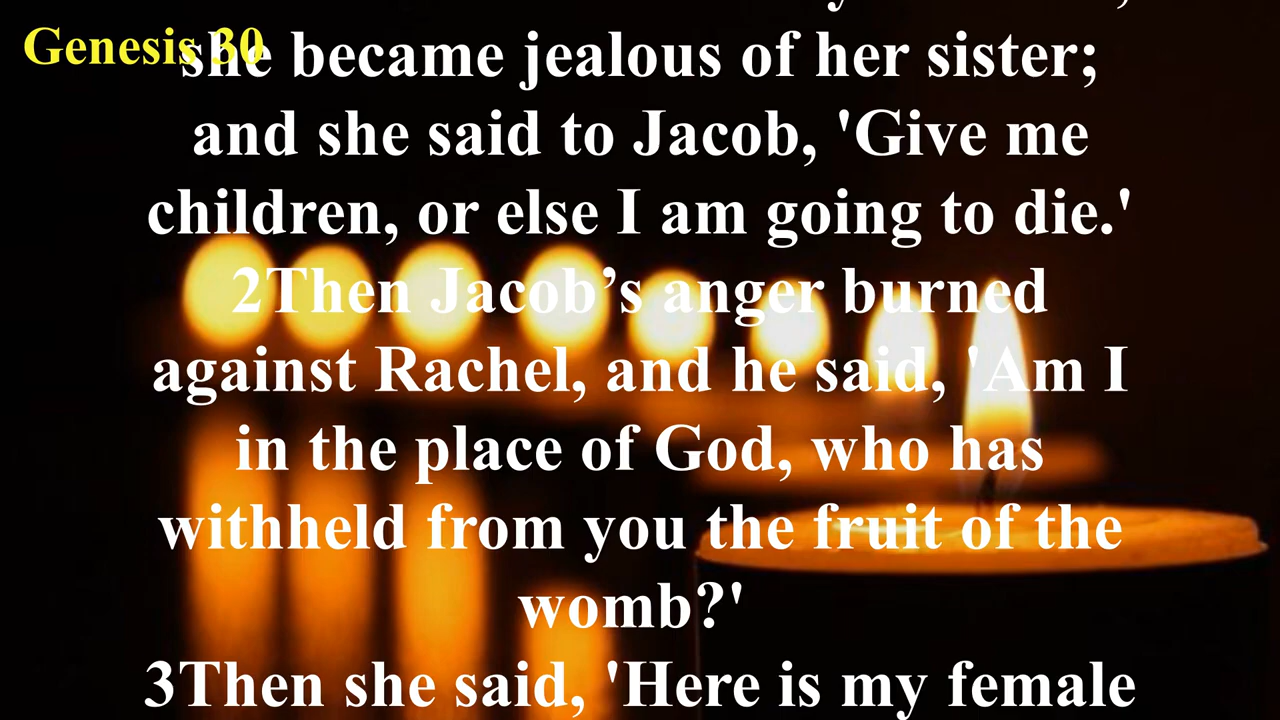 Genesis 30
she became jealous of her sister;
and she said to Jacob, 'Give me
children, or else I am going to die.'
2Then Jacob’s anger burned
against Rachel, and he said, 'Am I
in the place of God, who has
withheld from you the fruit of the
womb?'
3Then she said, 'Here is my female